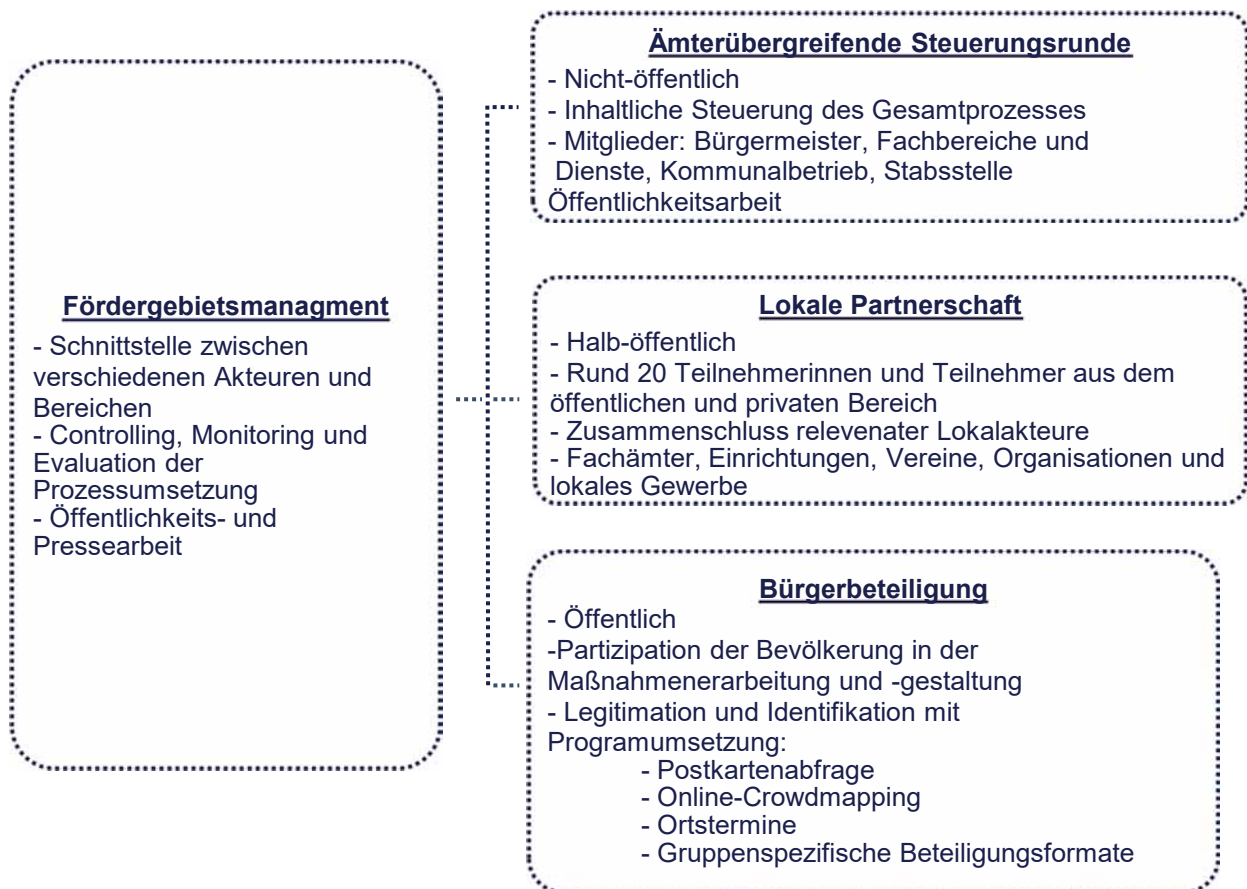 Fördergebietsmanagment
- Schnittstelle zwischen
verschiedenen Akteuren und
Bereichen
- Controlling, Monitoring und
Evaluation der
Prozessumsetzung
- Öffentlichkeits- und
Pressearbeit
Ämterübergreifende Steuerungsrunde
- Nicht-öffentlich
- Inhaltliche Steuerung des Gesamtprozesses
- Mitglieder: Bürgermeister, Fachbereiche und
Dienste, Kommunalbetrieb, Stabsstelle
Öffentlichkeitsarbeit
Lokale Partnerschaft
- Halb-öffentlich
- Rund 20 Teilnehmerinnen und Teilnehmer aus dem
öffentlichen und privaten Bereich
- Zusammenschluss relevenater Lokalakteure
- Fachämter, Einrichtungen, Vereine, Organisationen und
lokales Gewerbe
Bürgerbeteiligung
- Öffentlich
-Partizipation der Bevölkerung in der
Maßnahmenerarbeitung und -gestaltung
- Legitimation und Identifikation mit
Programumsetzung:
- Postkartenabfrage
- Online-Crowdmapping
- Ortstermine
- Gruppenspezifische Beteiligungsformate